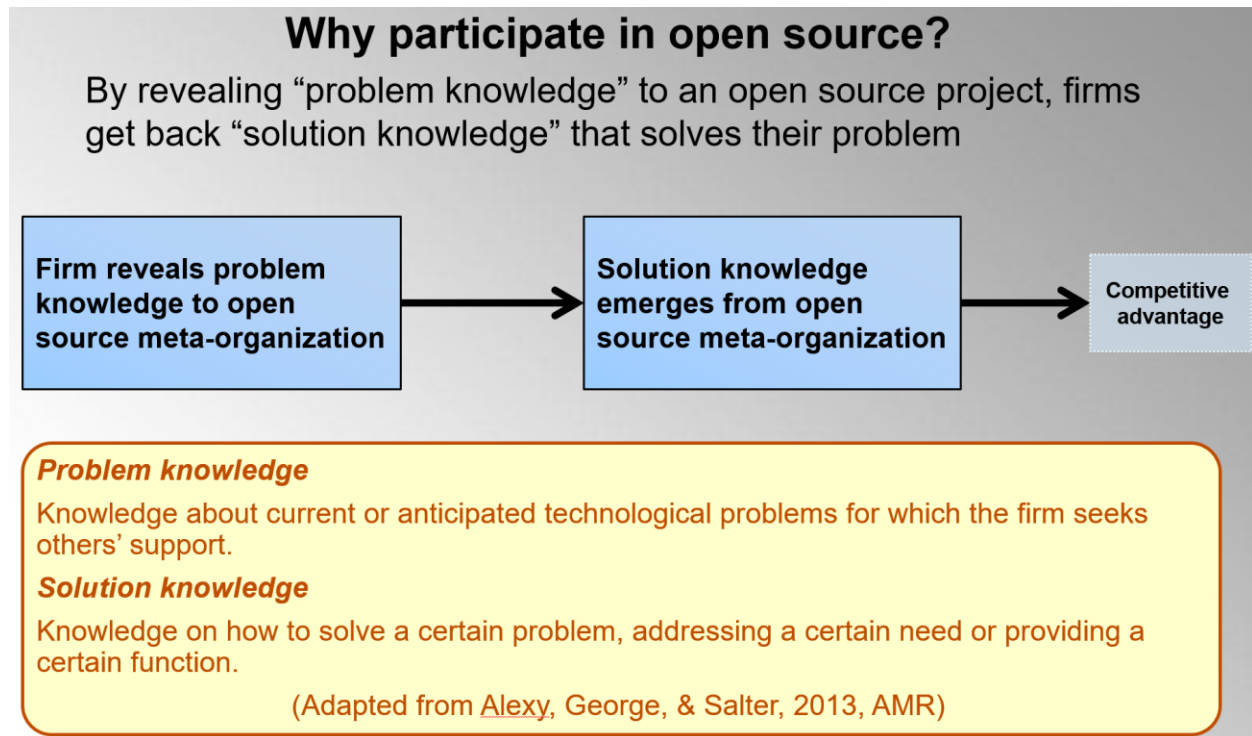 Why participate in open source?
By revealing “problem knowledge” to an open source project, firms
get back “solution knowledge” that solves their problem
Firm reveals problem
knowledge to open
source meta-organization
Solution knowledge
emerges from open
source meta-organization
Competitive
advantage
Problem knowledge
Knowledge about current or anticipated technological problems for which the firm seeks
others’ support.
Solution knowledge
Knowledge on how to solve a certain problem, addressing a certain need or providing a
certain function.
(Adapted from Alexy, George, & Salter, 2013, AMR)